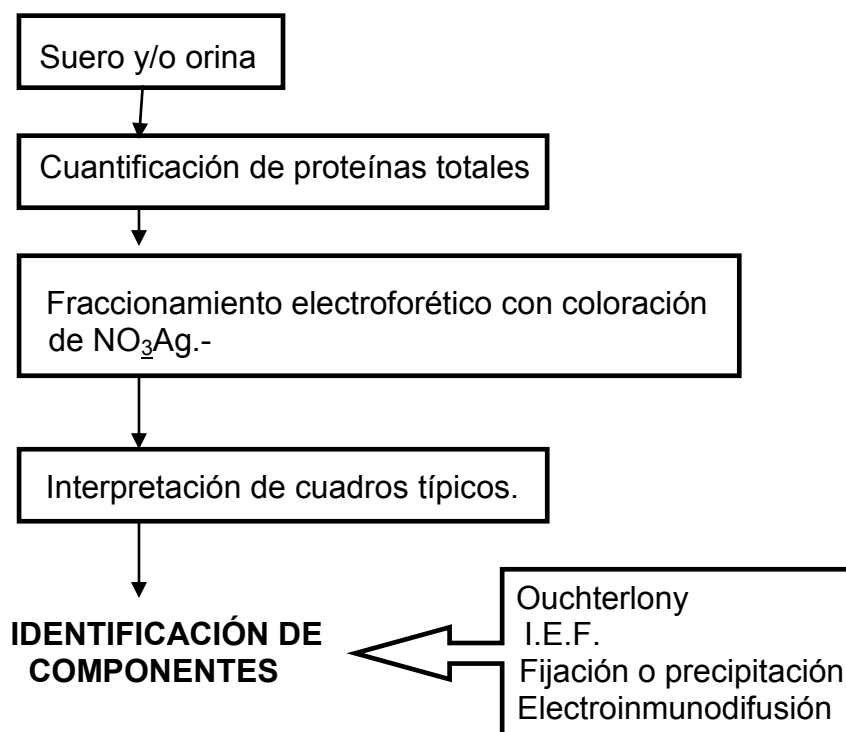 Suero y/o orina
Cuantificación de proteínas totales
Fraccionamiento electroforético con coloración
de NO3Ag.-
Interpretación de cuadros típicos.
IDENTIFICACIÓN DE
COMPONENTES
Ouchterlony
I.E.F.
Fijación o precipitación
Electroinmunodifusión